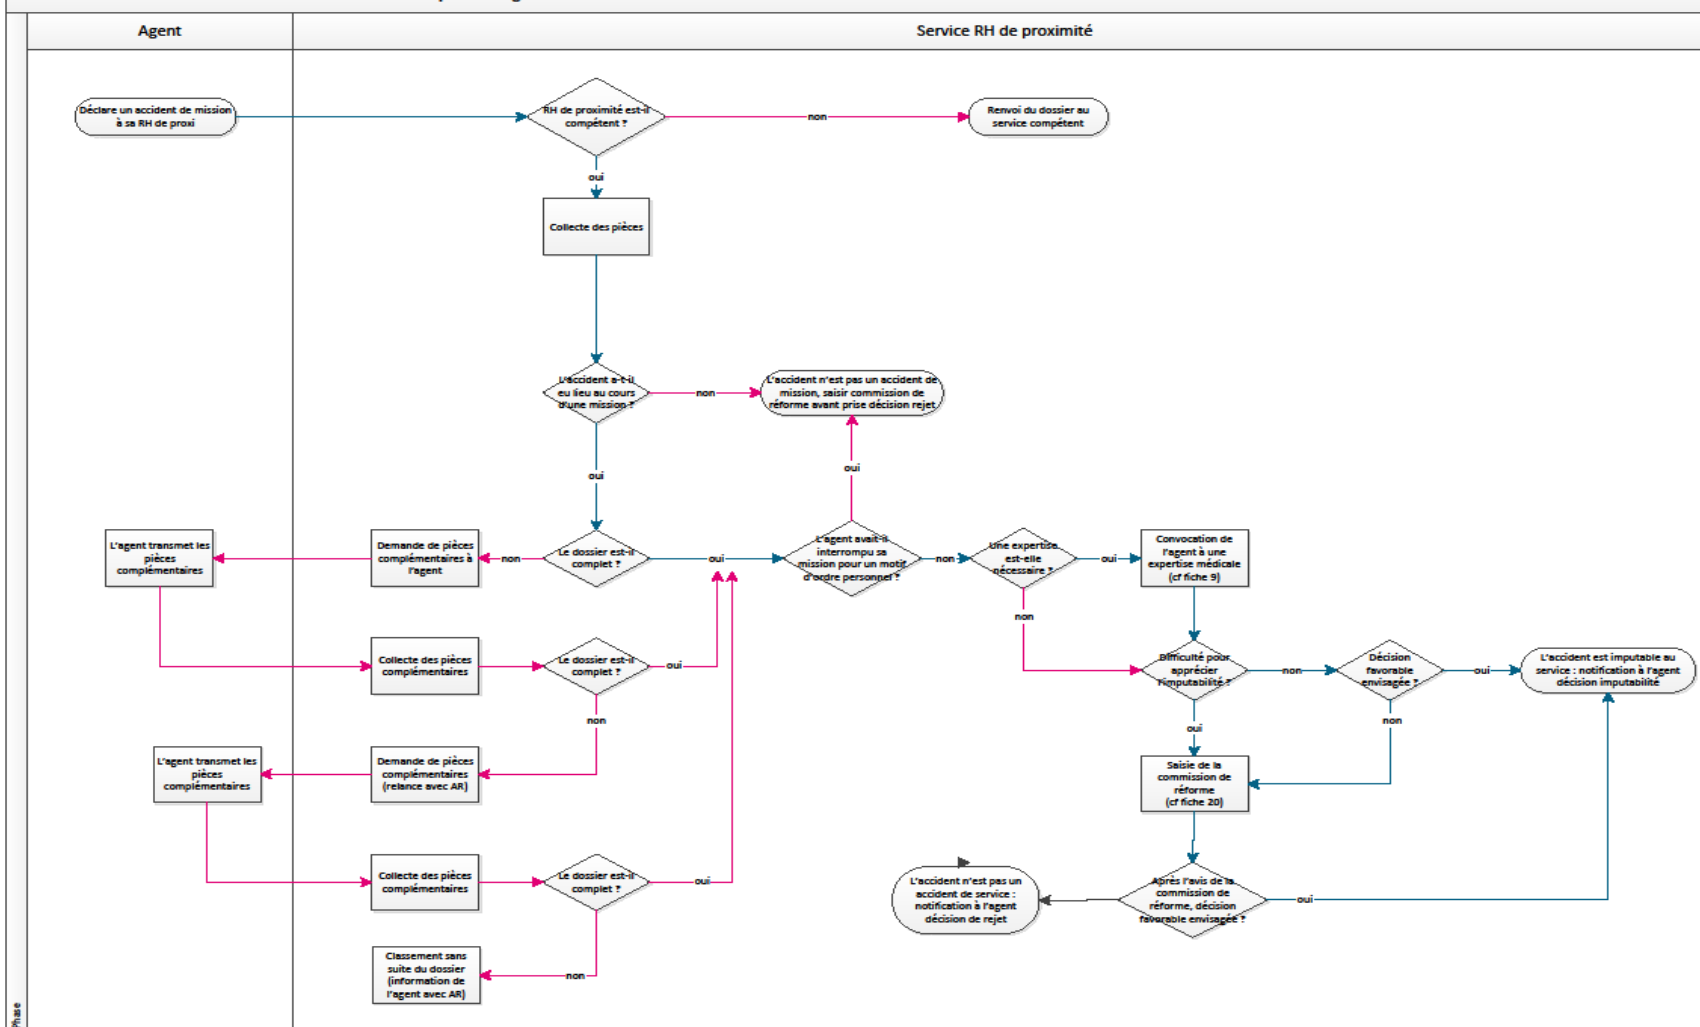 Agent
Service RH de proximité
Déclare un accident de mission
à sa RH de proxi
RH de proximité est-il
compétent ?
non
Renvoi du dossier au
service compétent
oui
Collecte des pièces
L'accident a-t-il
eu lieu au cours
d'une mission ?
non
L'accident n'est pas un accident de
mission, saisir commission de
réforme avant prise décision rejet
oui
oui
L'agent transmet les
pièces
complémentaires
Demande de pièces
complémentaires à
l'agent
non
Le dossier est-il
complet ?
oui
L'agent avait-il
interrompu sa
mission pour un motif
d'ordre personnel ?
non
Une expertise
est-elle
nécessaire ?
oui
Convocation de
l'agent à une
expertise médicale
(cf fiche 9)
non
Collecte des pièces
complémentaires
Le dossier est-il
complet ?
oui
Difficulté pour
apprécier
l'imputabilité ?
non
Décision
favorable
envisagée ?
oui
L'accident est imputable au
service : notification à l'agent
décision imputabilité
non
oui
non
L'agent transmet les
pièces
complémentaires
Demande de pièces
complémentaires
(relance avec AR)
Saisie de la
commission de
réforme
(cf fiche 20)
Collecte des pièces
complémentaires
Le dossier est-il
complet ?
oui
L'accident n'est pas un
accident de service :
notification à l'agent
décision de rejet
Après l'avis de la
commission de
réforme, décision
favorable envisagée ?
oui
Classement sans
suite du dossier
(information de
l'agent avec AR)
non
Phase